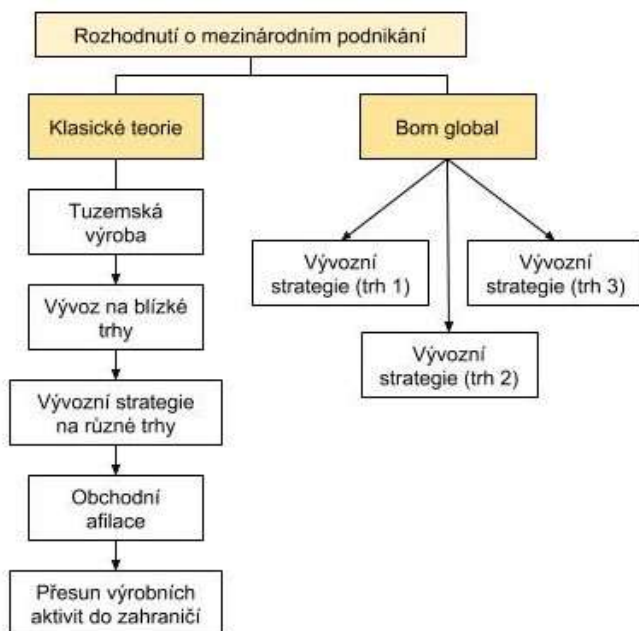 Rozhodnutí o mezinárodním podnikání
Klasické teorie
Born global
Tuzemská
výroba
Vývoz na blízké
trhy
Vývozní strategie
na různé trhy
Obchodní
afilace
Přesun výrobních
aktivit do zahraničí
Vývozní
strategie (trh 1)
Vývozní
strategie (trh 2)
Vývozní
strategie (trh 3)